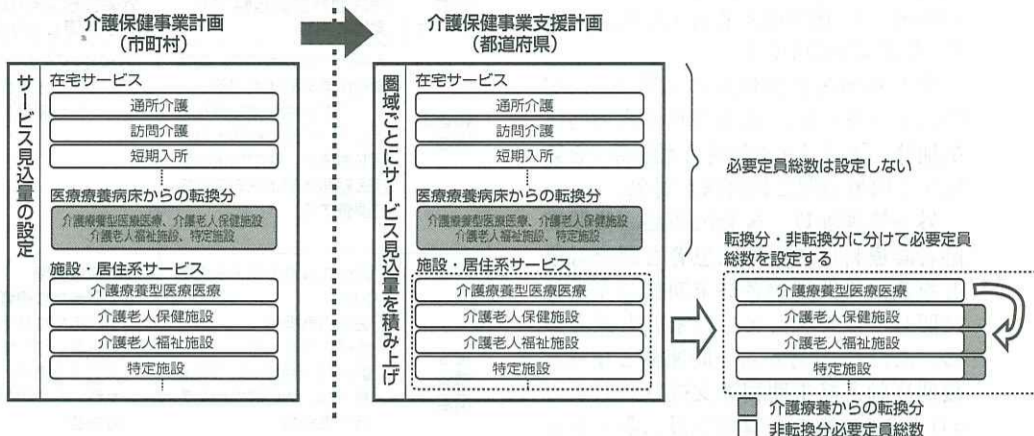 介護保健事業計画
（市町村）
サービス見込量の設定
在宅サービス
通所介護
訪問介護
短期入所
医療療養病床からの転換分
介護療養型医療医療、介護老人保健施設
介護老人福祉施設、特定施設
施設・居住系サービス
介護療養型医療医療
介護老人保健施設
介護老人福祉施設
特定施設
介護保健事業支援計画
（都道府県）
圏域ごとにサービス見込量を積み上げ
在宅サービス
通所介護
訪問介護
短期入所
医療療養病床からの転換分
介護療養型医療医療、介護老人保健施設
介護老人福祉施設、特定施設
施設・居住系サービス
介護療養型医療医療
介護老人保健施設
介護老人福祉施設
特定施設
必要定員総数は設定しない
転換分・非転換分に分けて必要定員
総数を設定する
介護療養型医療医療
介護老人保健施設
介護老人福祉施設
特定施設
介護療養からの転換分
非転換分必要定員総数